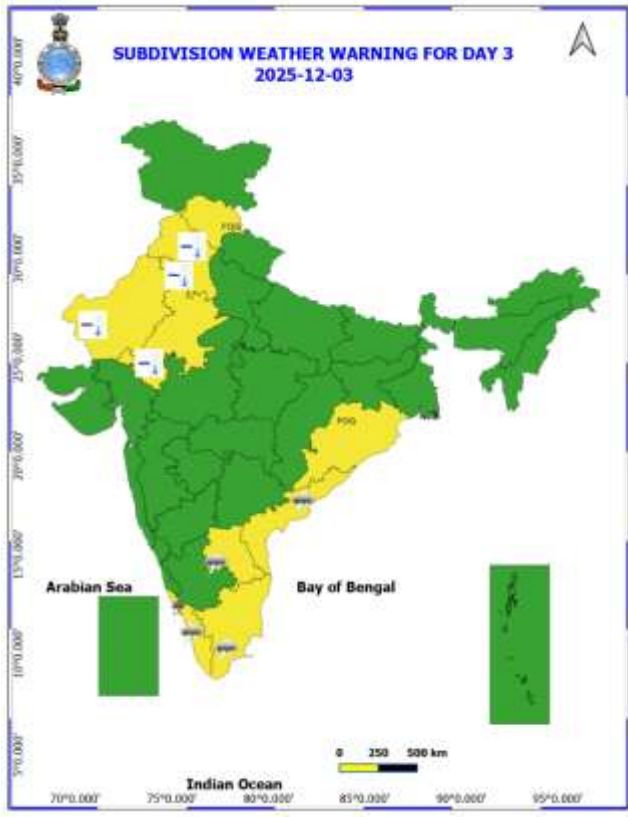 SUBDIVISION WEATHER WARNING FOR DAY 3
2025-12-03
40°0.000'
35°0.000'
30°0.000'
25°0.000'
20°0.000'
15°0.000'
10°0.000'
5°0.000'
FOG
FOG
Arabian Sea
Bay of Bengal
0 250 500 km
Indian Ocean
70°0.000' 75°0.000' 80°0.000' 85°0.000' 90°0.000' 95°0.000'